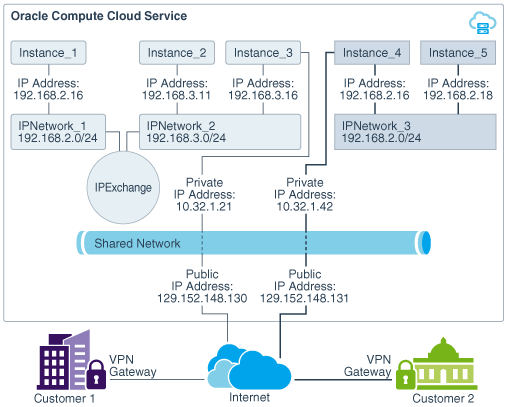 Oracle Compute Cloud Service
Instance_1
Instance_2
Instance_3
Instance_4
Instance_5
IP Address:
192.168.2.16
IP Address:
192.168.3.11
IP Address:
192.168.3.16
IP Address:
192.168.2.16
IP Address:
192.168.2.18
IPNetwork_1
192.168.2.0/24
IPNetwork_2
192.168.3.0/24
IPNetwork_3
192.168.2.0/24
IPExchange
Private
IP Address:
10.32.1.21
Private
IP Address:
10.32.1.42
Shared Network
Public
IP Address:
129.152.148.130
Public
IP Address:
129.152.148.131
VPN
Gateway
VPN
Gateway
Customer 1
Internet
Customer 2